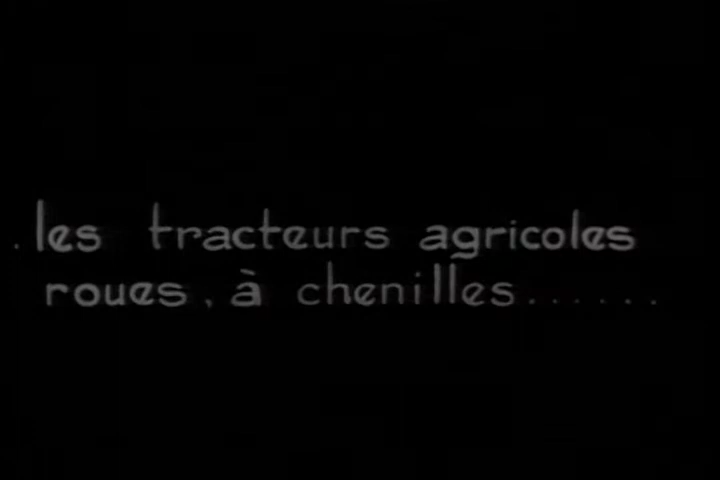 . les tracteurs agricoles
roues , à chenilles . . . . . .